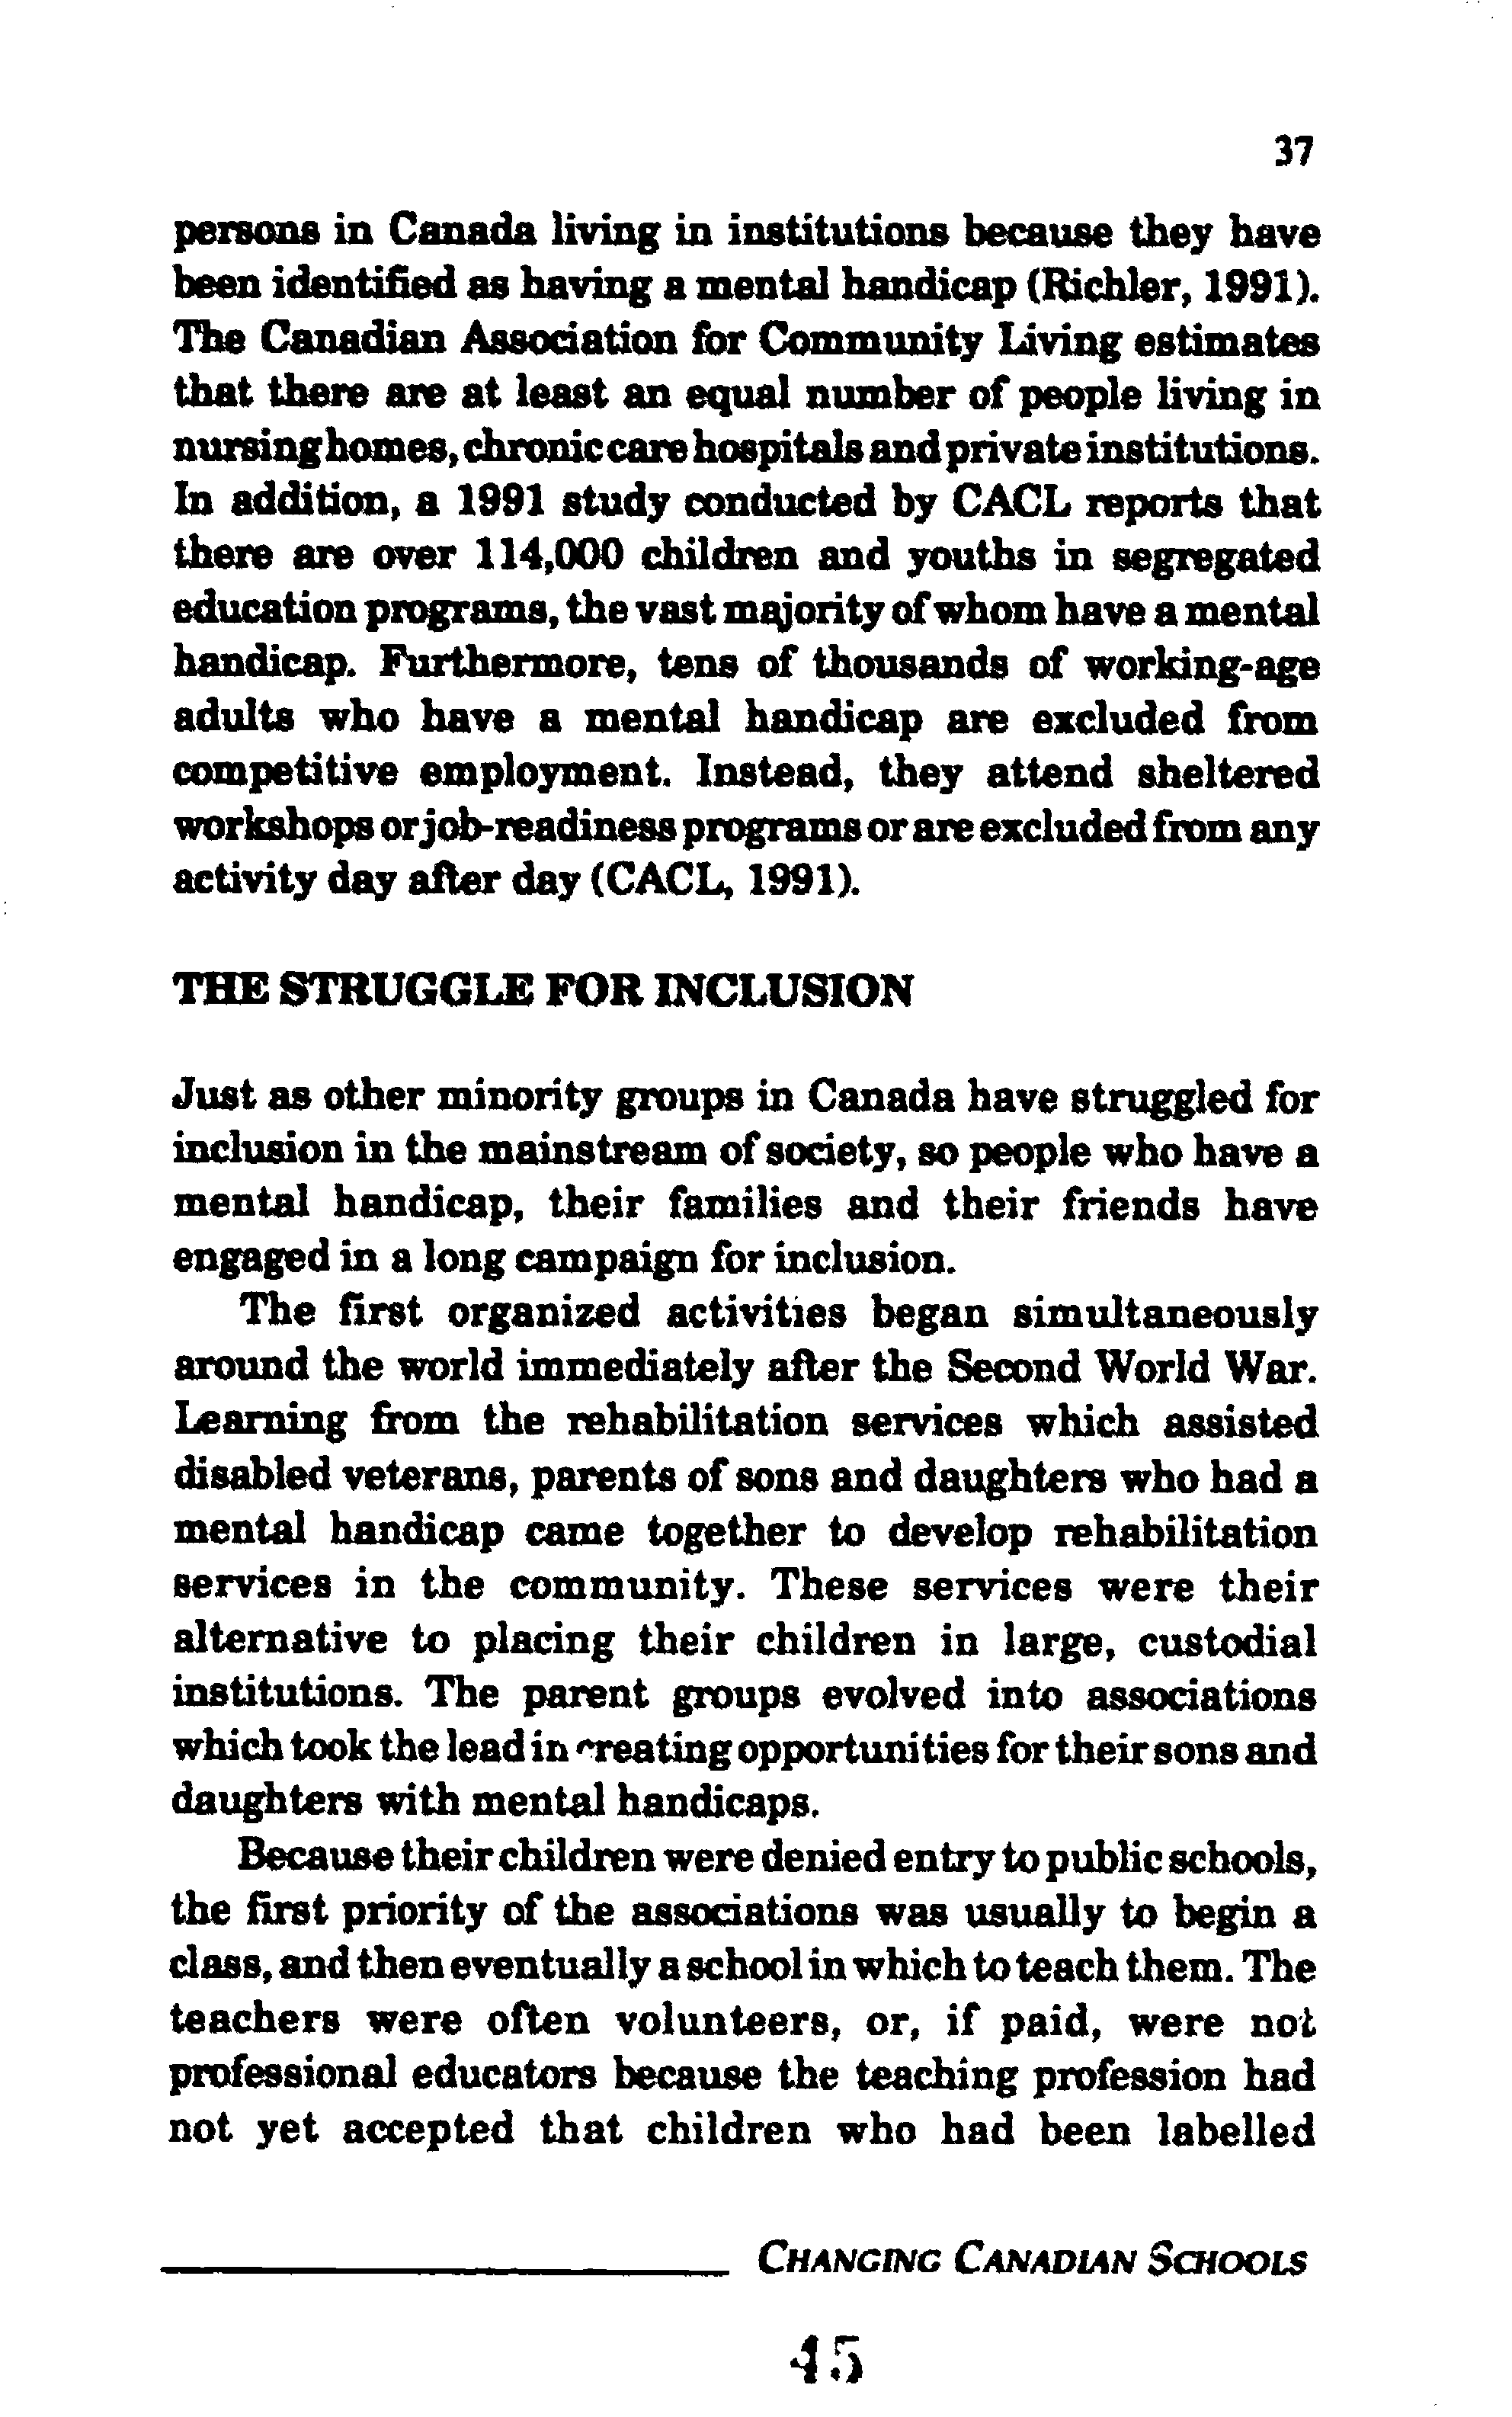 37
persons in Canada living in institutions because they have
been identified as having a mental handicap (Richler, 1991).
The Canadian Association for Community Living estimates
that there are at least an equal number of people living in
nursing homes, chronic care hospitals and private institutions.
In addition, a 1991 study conducted by CACL reports that
there are over 114,000 children and youths in segregated
education programs, the vast majority of whom have a mental
handicap. Furthermore, tens of thousands of working-age
adults who have a mental handicap are excluded from
competitive employment. Instead, they attend sheltered
workshops or job-readiness programs or are excluded from any
activity day after day (CACL, 1991).
THE STRUGGLE FOR INCLUSION
Just as other minority groups in Canada have struggled for
inclusion in the mainstream of society, so people who have a
mental handicap, their families and their friends have
engaged in a long campaign for inclusion.
The first organized activities began simultaneously
around the world immediately after the Second World War.
Learning from the rehabilitation services which assisted
disabled veterans, parents of sons and daughters who had a
mental handicap came together to develop rehabilitation
services in the community. These services were their
alternative to placing their children in large, custodial
institutions. The parent groups evolved into associations
which took the lead in creating opportunities for their sons and
daughters with mental handicaps.
Because their children were denied entry to public schools,
the first priority of the associations was usually to begin a
class, and then eventually a school in which to teach them. The
teachers were often volunteers, or, if paid, were not
professional educators because the teaching profession had
not yet accepted that children who had been labelled
CHANGING CANADIAN SCHOOLS
45